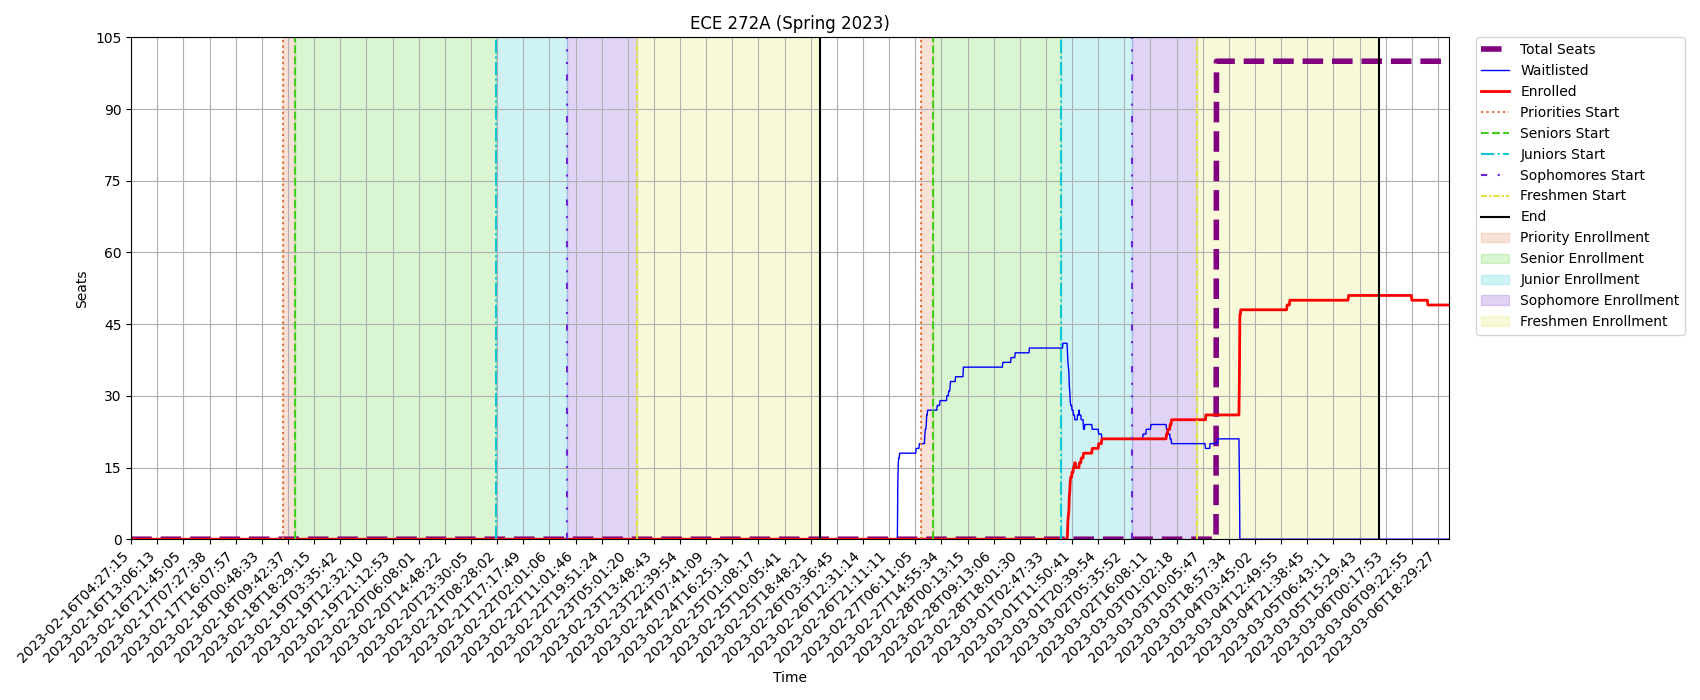 ECE 272A (Spring 2023)
105
90
75
60
45
30
15
0
Seats
2023-02-16T04:27:15
2023-02-16T13:06:13
2023-02-16T21:45:05
2023-02-17T07:27:38
2023-02-17T16:07:57
2023-02-18T00:48:33
2023-02-18T09:42:37
2023-02-18T18:29:15
2023-02-19T03:35:42
2023-02-19T12:32:10
2023-02-19T21:12:53
2023-02-20T06:08:01
2023-02-20T14:48:22
2023-02-20T23:30:05
2023-02-21T08:28:02
2023-02-21T17:17:49
2023-02-22T02:01:06
2023-02-22T11:01:46
2023-02-22T19:51:24
2023-02-23T05:01:20
2023-02-23T13:48:43
2023-02-23T22:39:54
2023-02-24T07:41:09
2023-02-24T16:25:31
2023-02-25T01:08:17
2023-02-25T10:05:41
2023-02-25T18:48:21
2023-02-26T03:36:45
2023-02-26T12:31:14
2023-02-26T21:11:11
2023-02-27T06:11:05
2023-02-27T14:55:34
2023-02-28T00:13:15
2023-02-28T09:13:06
2023-02-28T18:01:30
2023-03-01T02:47:33
2023-03-01T11:50:41
2023-03-01T20:39:54
2023-03-02T05:35:52
2023-03-02T16:08:11
2023-03-03T01:02:18
2023-03-03T10:05:47
2023-03-03T18:57:34
2023-03-04T03:45:02
2023-03-04T12:49:55
2023-03-04T21:38:45
2023-03-05T06:43:11
2023-03-05T15:29:43
2023-03-06T00:17:53
2023-03-06T09:22:55
2023-03-06T18:29:27
Time
Total Seats
Waitlisted
Enrolled
Priorities Start
Seniors Start
Juniors Start
Sophomores Start
Freshmen Start
End
Priority Enrollment
Senior Enrollment
Junior Enrollment
Sophomore Enrollment
Freshmen Enrollment